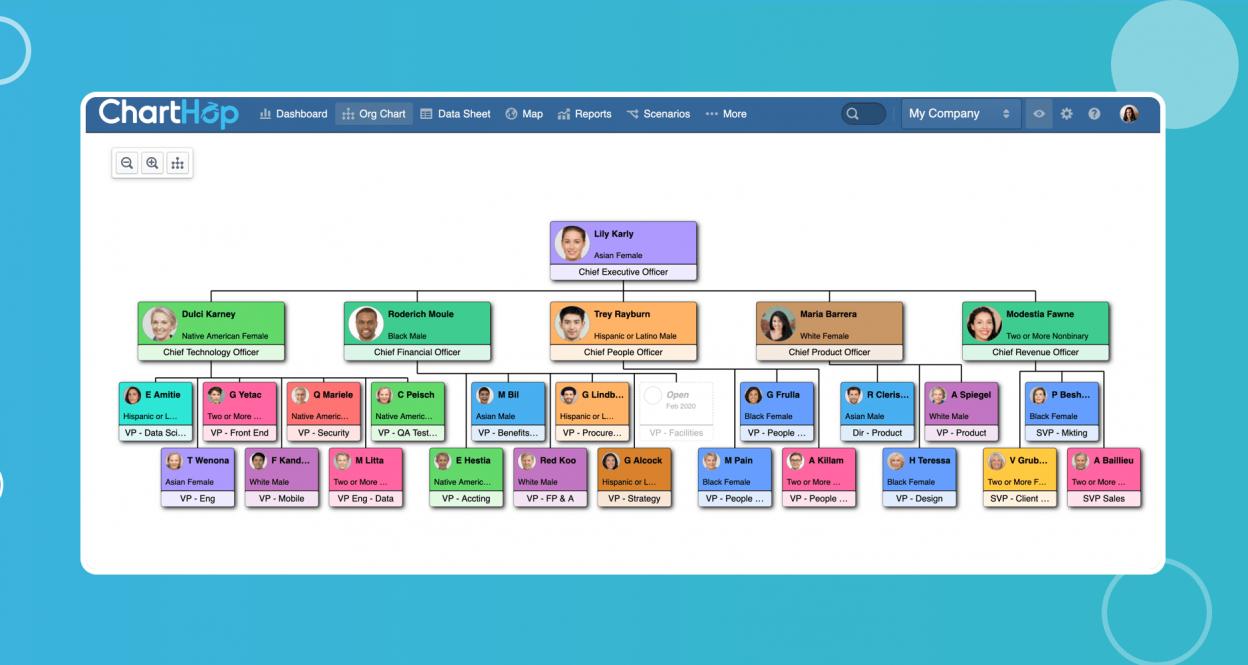 ChartHop
Dashboard
Org Chart
Data Sheet
Map
Reports
Scenarios
More
My Company
Lily Karly
Asian Female
Chief Executive Officer
Dulci Karney
Native American Female
Chief Technology Officer
Roderich Mouie
Black Male
Chief Financial Officer
Trey Rayburn
Hispanic or Latino Male
Chief People Officer
Maria Barrera
White Female
Chief Product Officer
Modestia Fawne
Two or More Nonbinary
Chief Revenue Officer
E Amitie
Hispanic or L...
VP - Data Sci...
G Yetac
Two or More ...
VP - Front End
Q Mariele
Native Americ...
VP - Security
C Peisch
Native Americ...
VP - QA Test...
M Bil
Asian Male
VP - Benefits...
G Lindb...
Hispanic or L...
VP - Procure...
Open
Feb 2020
VP - Facilities
G Frulla
Black Female
VP - People ...
R Cleris...
Asian Male
Dir - Product
A Spiegel
White Male
VP - Product
P Besh...
Black Female
SVP - Mkting
T Wenona
Asian Female
VP - Eng
F Kand...
White Male
VP - Mobile
M Litta
Two or More ...
VP Eng - Data
E Hestia
Native Americ...
VP - Accting
Red Koo
White Male
VP - FP & A
G Alcock
Hispanic or L...
VP - Strategy
M Pain
Black Female
VP - People ...
A Killam
Two or More ...
VP - People ...
H Teressa
Black Female
VP - Design
V Grub...
Two or More F...
SVP - Client ...
A Baillieu
Two or More ...
SVP Sales